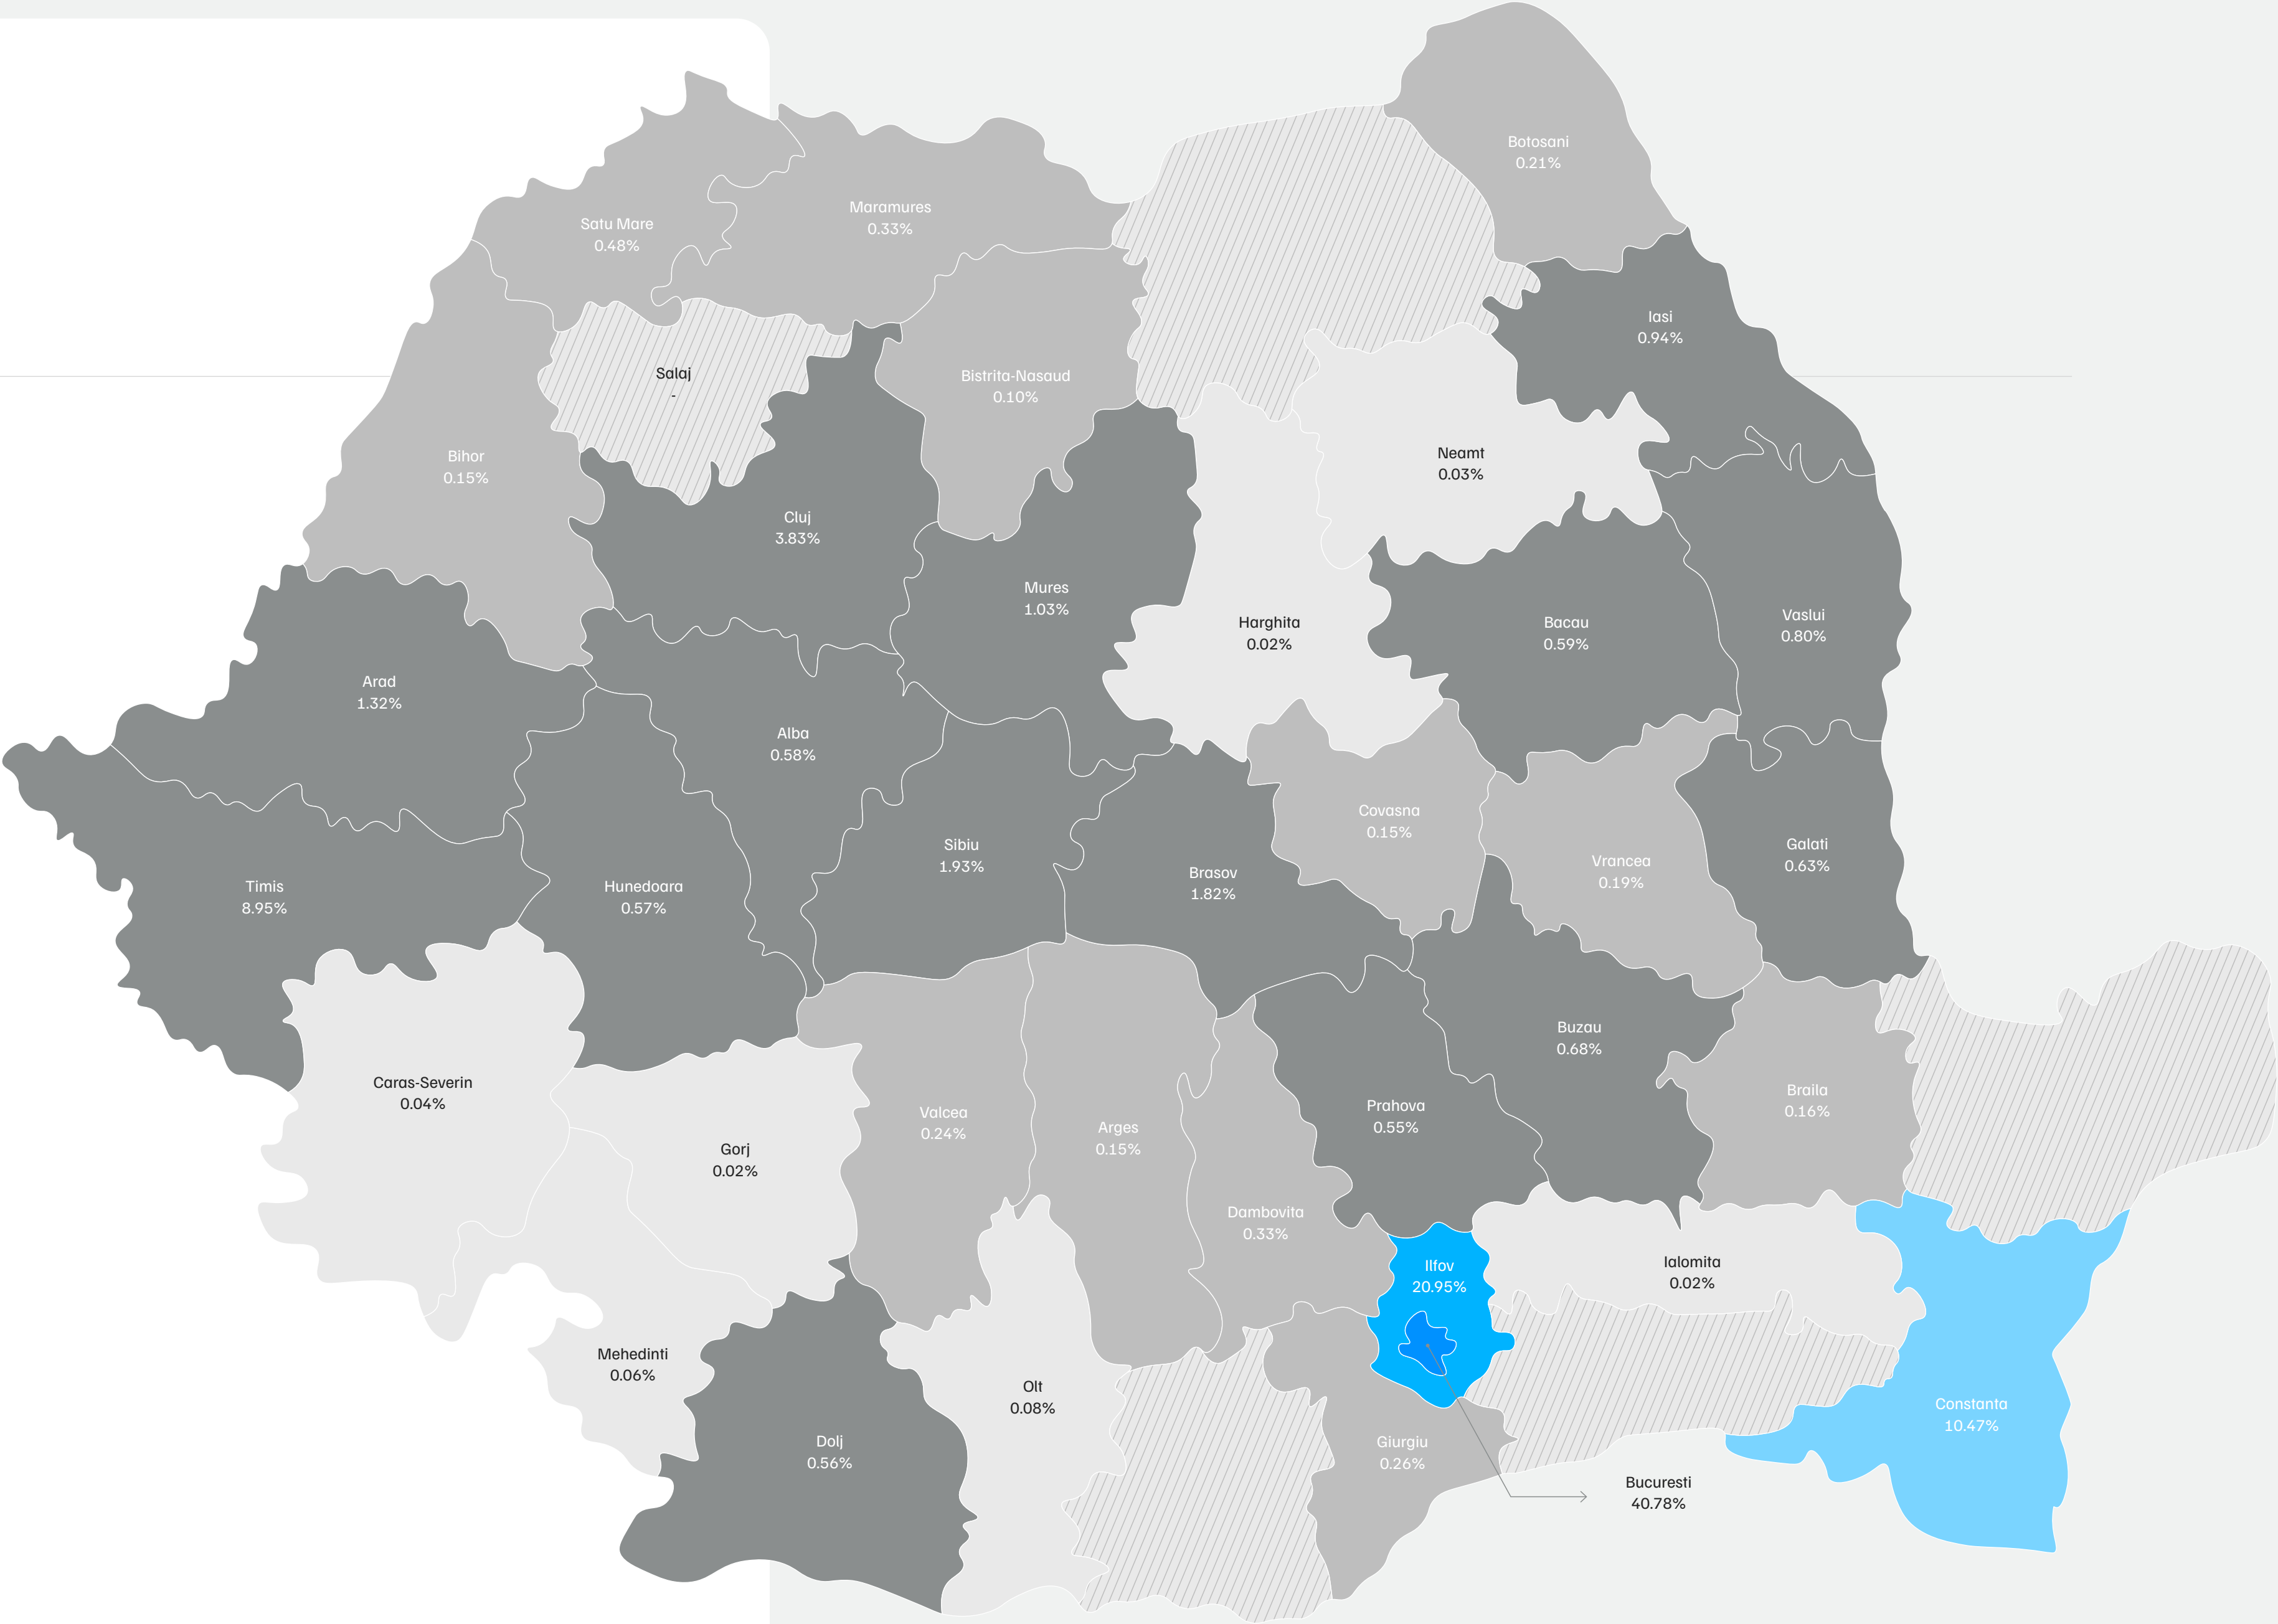 Botosani
0.21%
Maramures
0.33%
Satu Mare
0.48%
Iasi
0.94%
Salaj
-
Bistrita-Nasaud
0.10%
Neamt
0.03%
Bihor
0.15%
Cluj
3.83%
Mures
1.03%
Harghita
0.02%
Bacau
0.59%
Vaslui
0.80%
Arad
1.32%
Alba
0.58%
Covasna
0.15%
Sibiu
1.93%
Galati
0.63%
Vrancea
0.19%
Brasov
1.82%
Timis
8.95%
Hunedoara
0.57%
Buzau
0.68%
Caras-Severin
0.04%
Braila
0.16%
Prahova
0.55%
Valcea
0.24%
Arges
0.15%
Gorj
0.02%
Dambovita
0.33%
Ialomita
0.02%
Ilfov
20.95%
Mehedinti
0.06%
Olt
0.08%
Constanta
10.47%
Dolj
0.56%
Giurgiu
0.26%
Bucuresti
40.78%